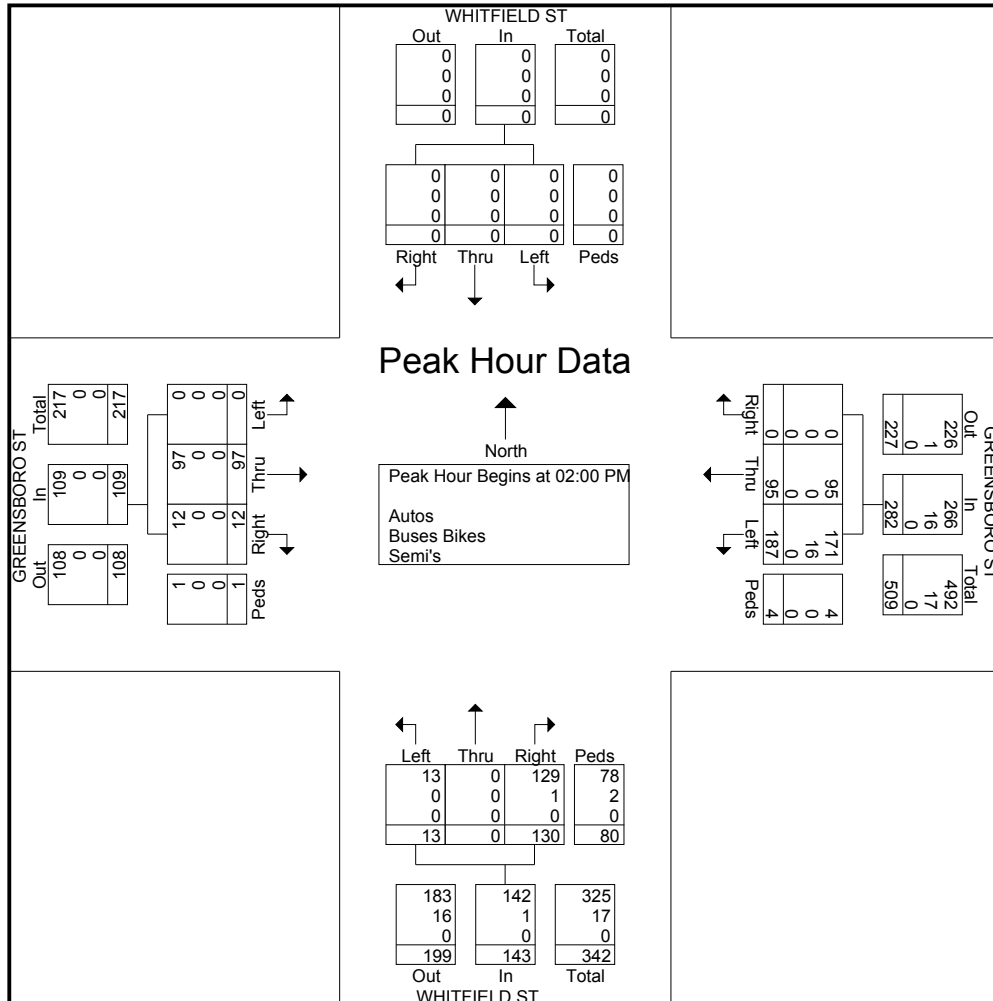 WHITFIELD ST
Out In Total
0 0 0
0 0 0
0 0 0
0 0 0
0 0 0 0
0 0 0 0
0 0 0 0
0 0 0 0
Right Thru Left Peds
Peak Hour Data
North
Peak Hour Begins at 02:00 PM
Autos
Buses Bikes
Semi's
GREENSBORO ST
Total In Out
217 109 108
0 0 0
0 0 0
217 109 108
0 97 12 1
0 0 0 0
0 0 0 0
0 97 12 1
Left Thru Right Peds
GREENSBORO ST
Out In Total
226 266 492
1 16 17
0 0 0
227 282 509
0 95 171 4
0 0 16 0
0 0 0 0
0 95 187 4
Right Thru Left Peds
Left Thru Right Peds
13 0 129 78
0 0 1 2
0 0 0 0
13 0 130 80
183 142 325
16 1 17
0 0 0
199 143 342
Out In Total
WHITFIELD ST